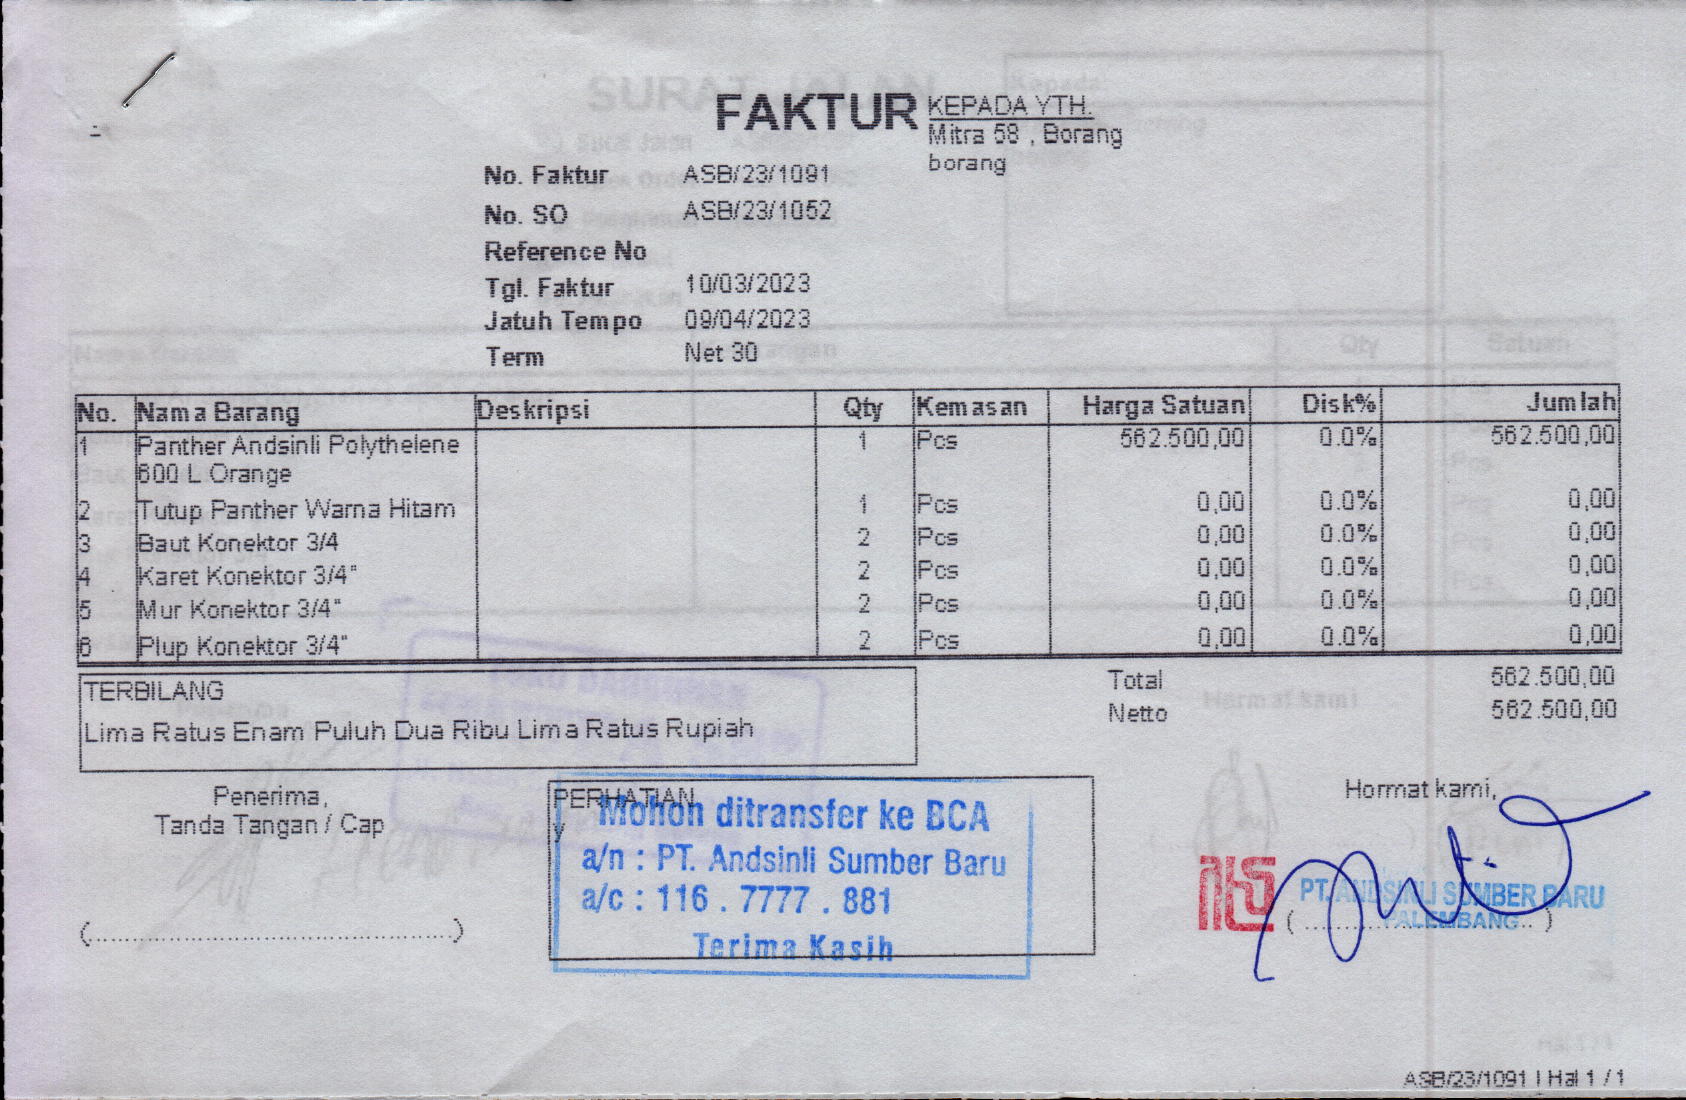 FAKTUR
KEPADA YTH.
Mitra 58 , Borang
borang
No. Faktur ASB/23/1091
No. SO ASB/23/1052
Reference No
Tgl. Faktur 10/03/2023
Jatuh Tempo 09/04/2023
Term Net 30
No. Nama Barang Deskripsi Qty Kemasan Harga Satuan Disk% Jumlah
1 Panther Andsinli Polythelene 1 Pcs 562.500,00 0.0% 562.500,00
600 L Orange
2 Tutup Panther Warna Hitam 1 Pcs 0,00 0.0% 0,00
3 Baut Konektor 3/4 2 Pcs 0,00 0.0% 0,00
4 Karet Konektor 3/4" 2 Pcs 0,00 0.0% 0,00
5 Mur Konektor 3/4" 2 Pcs 0,00 0.0% 0,00
6 Plup Konektor 3/4" 2 Pcs 0,00 0.0% 0,00
Total 562.500,00
Netto 562.500,00
TERBILANG
Lima Ratus Enam Puluh Dua Ribu Lima Ratus Rupiah
Penerima,
Tanda Tangan / Cap
(...............................................)
PERHATIAN
y
Mohon ditransfer ke BCA
a/n : PT. Andsinli Sumber Baru
a/c : 116 . 7777 . 881
Terima Kasih
Hormat kami,
PT. ANDSINLI SUMBER BARU
PALEMBANG
ASB/23/1091 | Hal 1 / 1